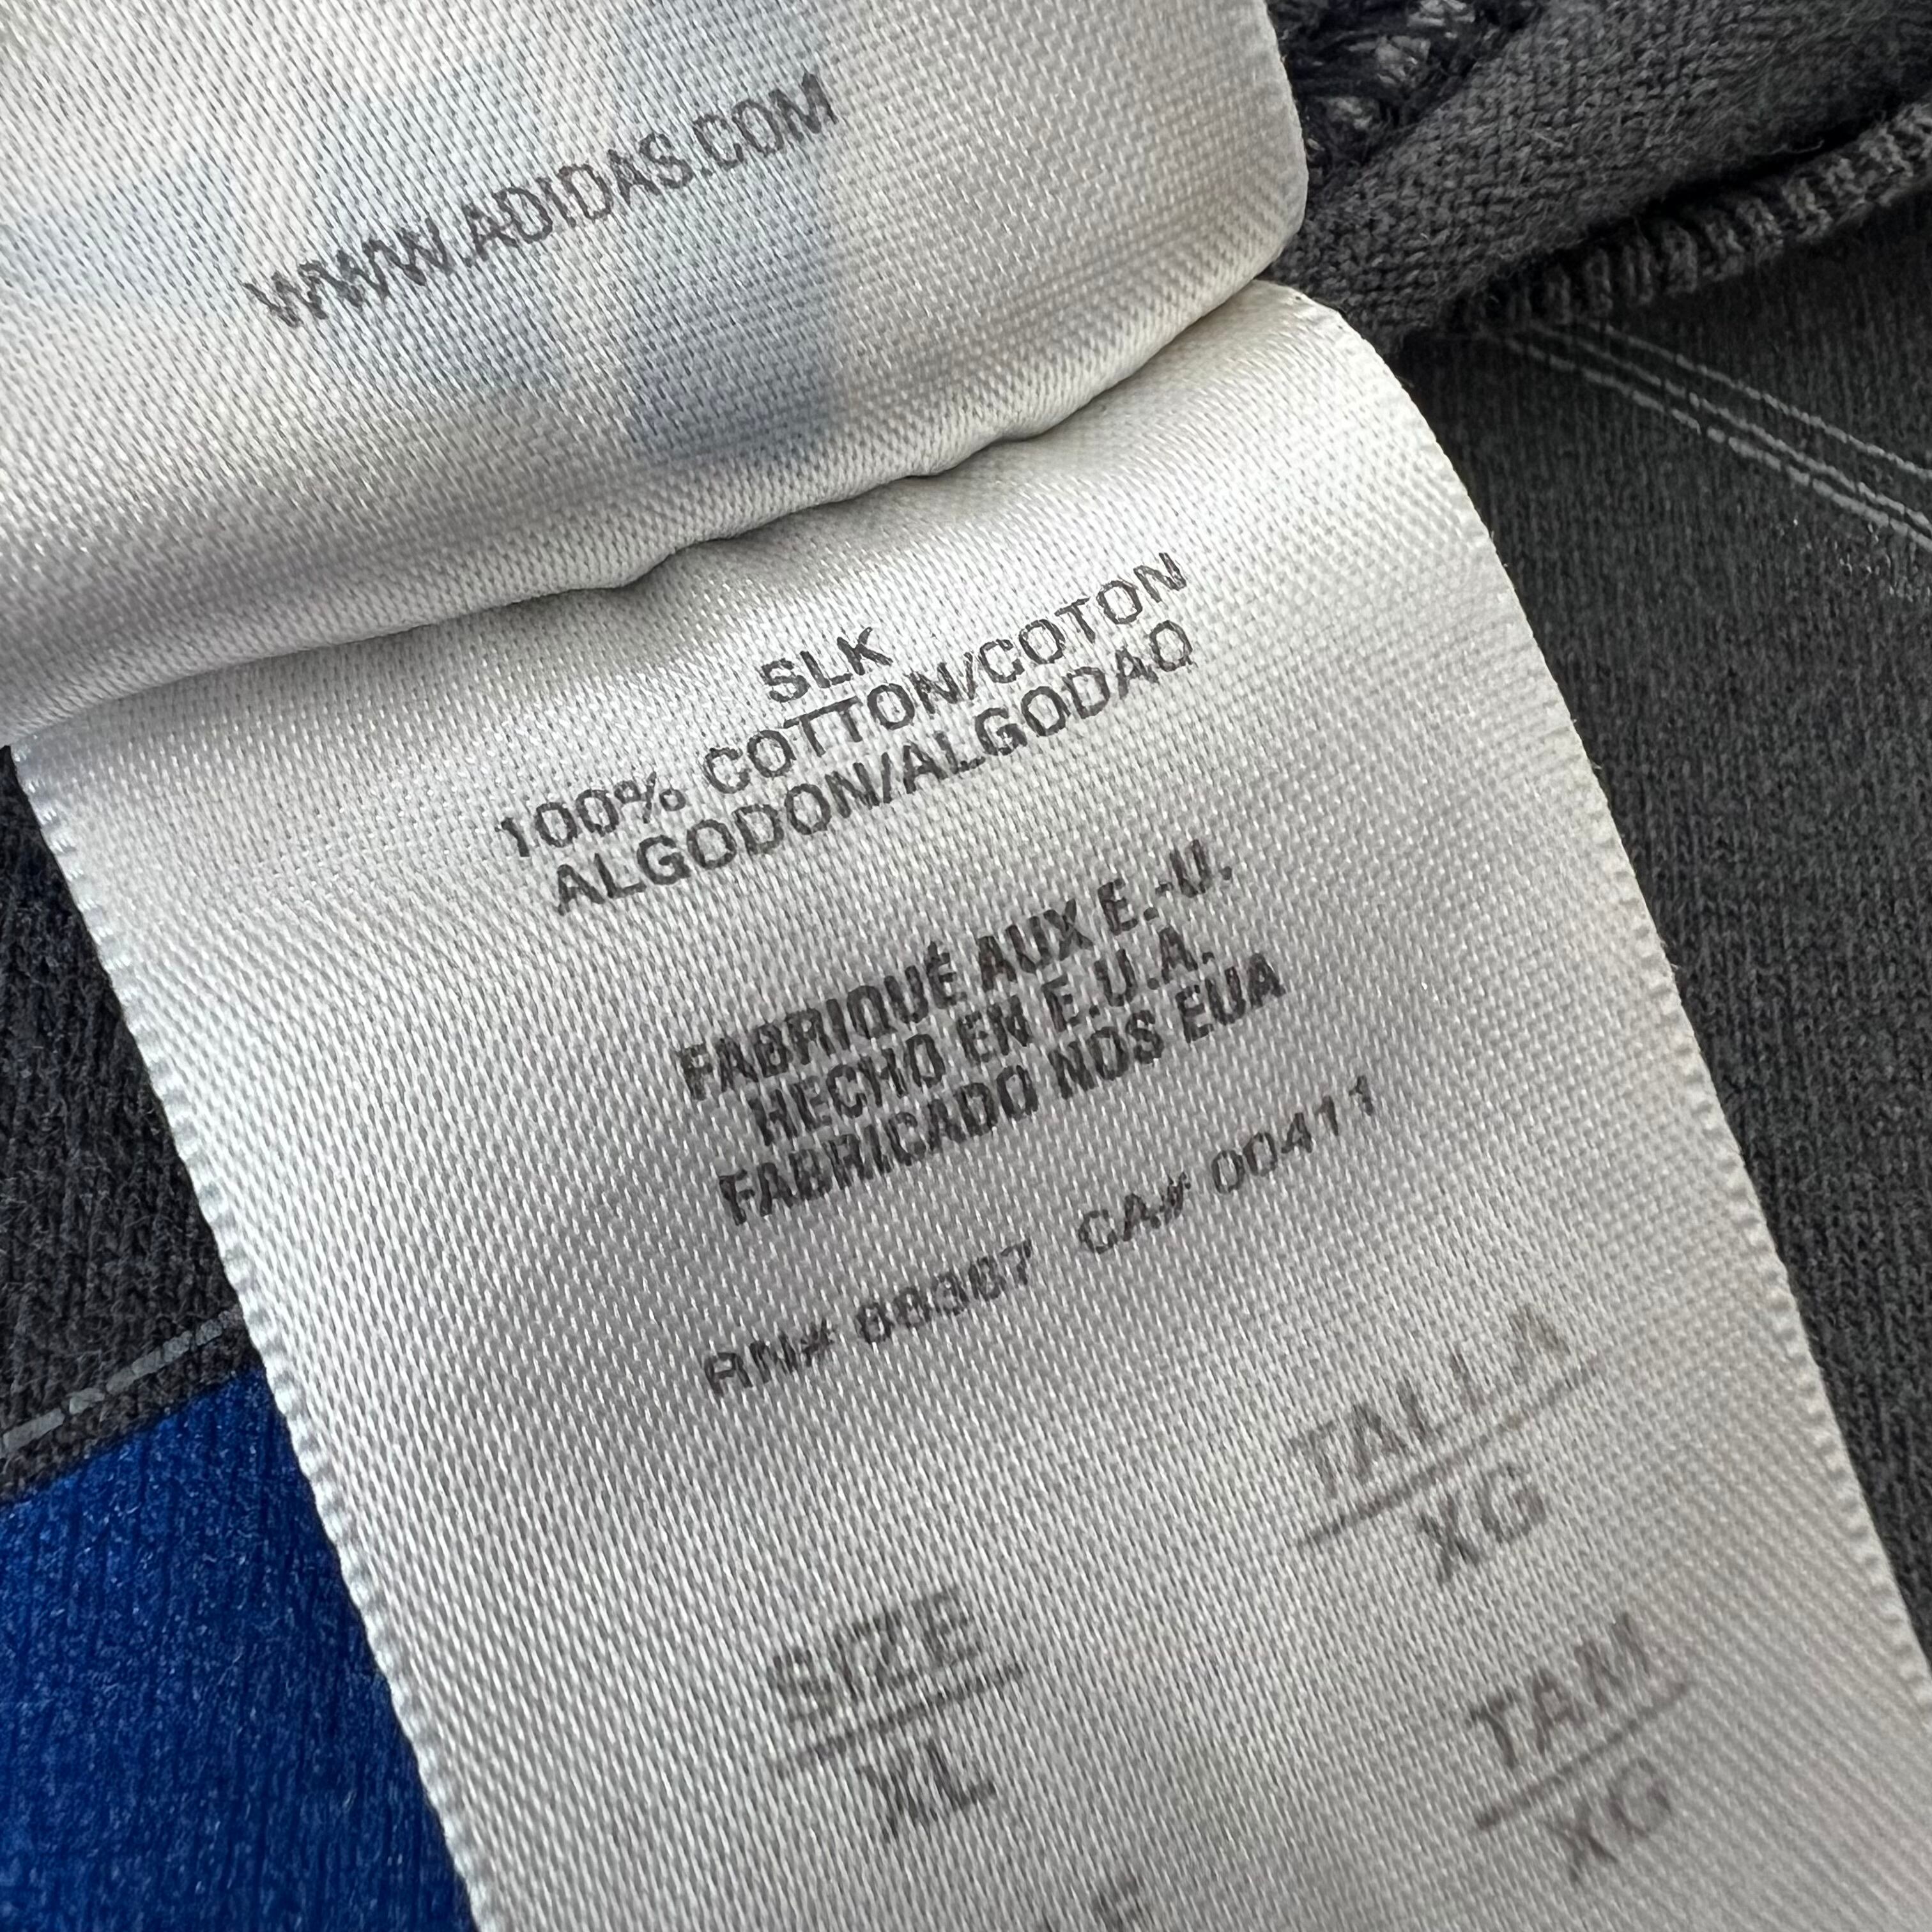 WWW.ADIDAS.COM
SLK
100% COTTON/COTON
ALGODON/ALGODAO
FABRIQUÉ AUX E.-U.
HECHO EN E.U.A.
FABRICADO NOS EUA
RN# 88387 CA# 00411
TALLA
XG
SIZE
XL
TAM
XG